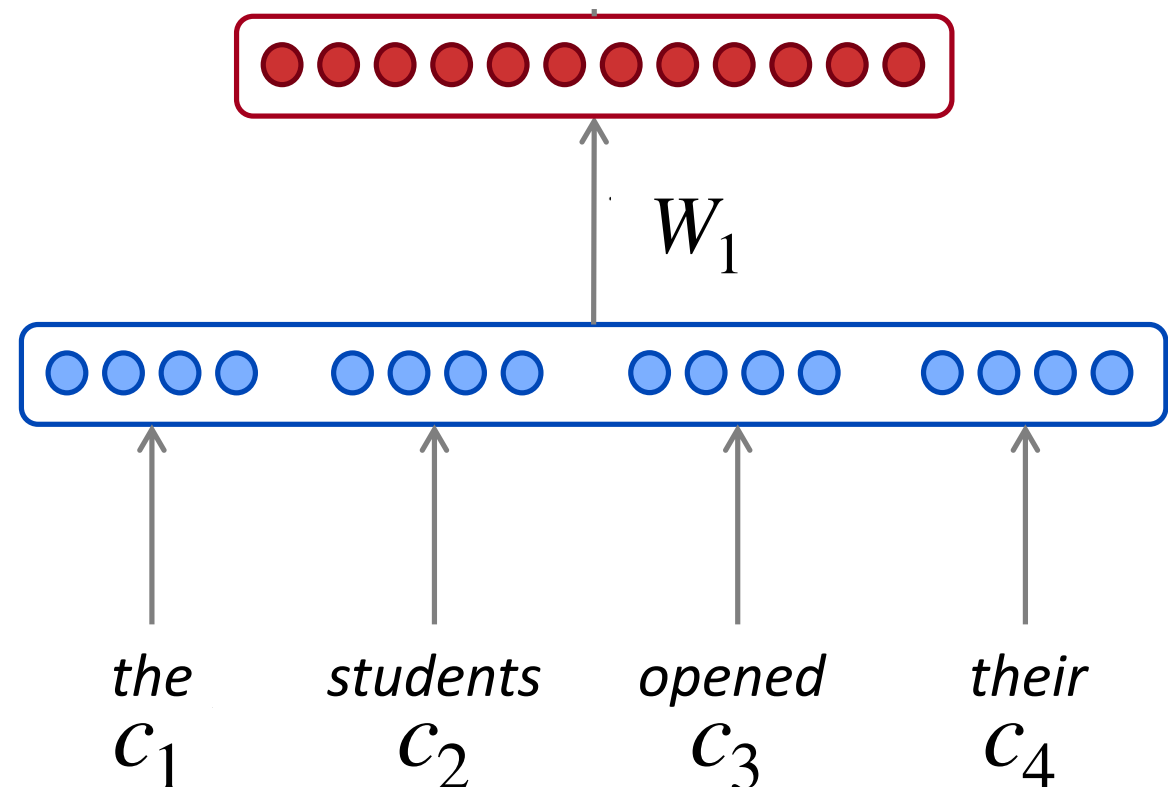 W₁
the students opened their
c₁ c₂ c₃ c₄